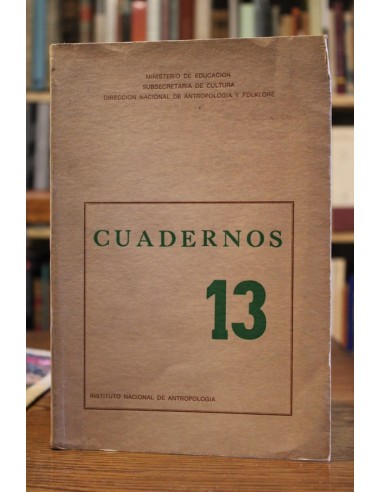 MINISTERIO DE EDUCACION
SUBSECRETARIA DE CULTURA
DIRECCION NACIONAL DE ANTROPOLOGIA Y FOLKLORE
CUADERNOS
13
INSTITUTO NACIONAL DE ANTROPOLOGIA